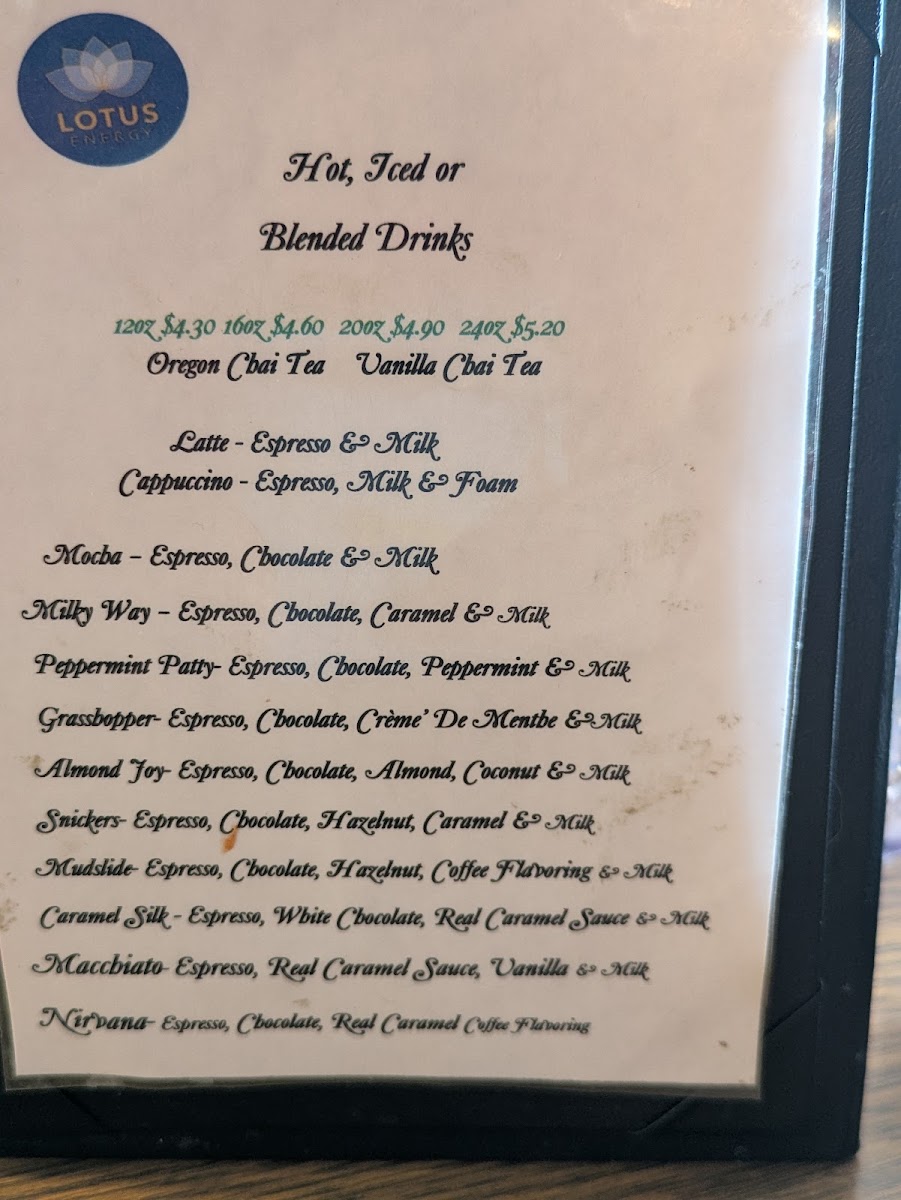 LOTUS
ENERGY
Hot, Iced or
Blended Drinks
12oz $4.30 16oz $4.60 20oz $4.90 24oz $5.20
Oregon Chai Tea Vanilla Chai Tea
Latte - Espresso & Milk
Cappuccino - Espresso, Milk & Foam
Mocha – Espresso, Chocolate & Milk
Milky Way – Espresso, Chocolate, Caramel & Milk
Peppermint Patty- Espresso, Chocolate, Peppermint & Milk
Grasshopper- Espresso, Chocolate, Crème' De Menthe & Milk
Almond Joy- Espresso, Chocolate, Almond, Coconut & Milk
Snickers- Espresso, Chocolate, Hazelnut, Caramel & Milk
Mudslide- Espresso, Chocolate, Hazelnut, Coffee Flavoring & Milk
Caramel Silk - Espresso, White Chocolate, Real Caramel Sauce & Milk
Macchiato- Espresso, Real Caramel Sauce, Vanilla & Milk
Nirvana- Espresso, Chocolate, Real Caramel Coffee Flavoring